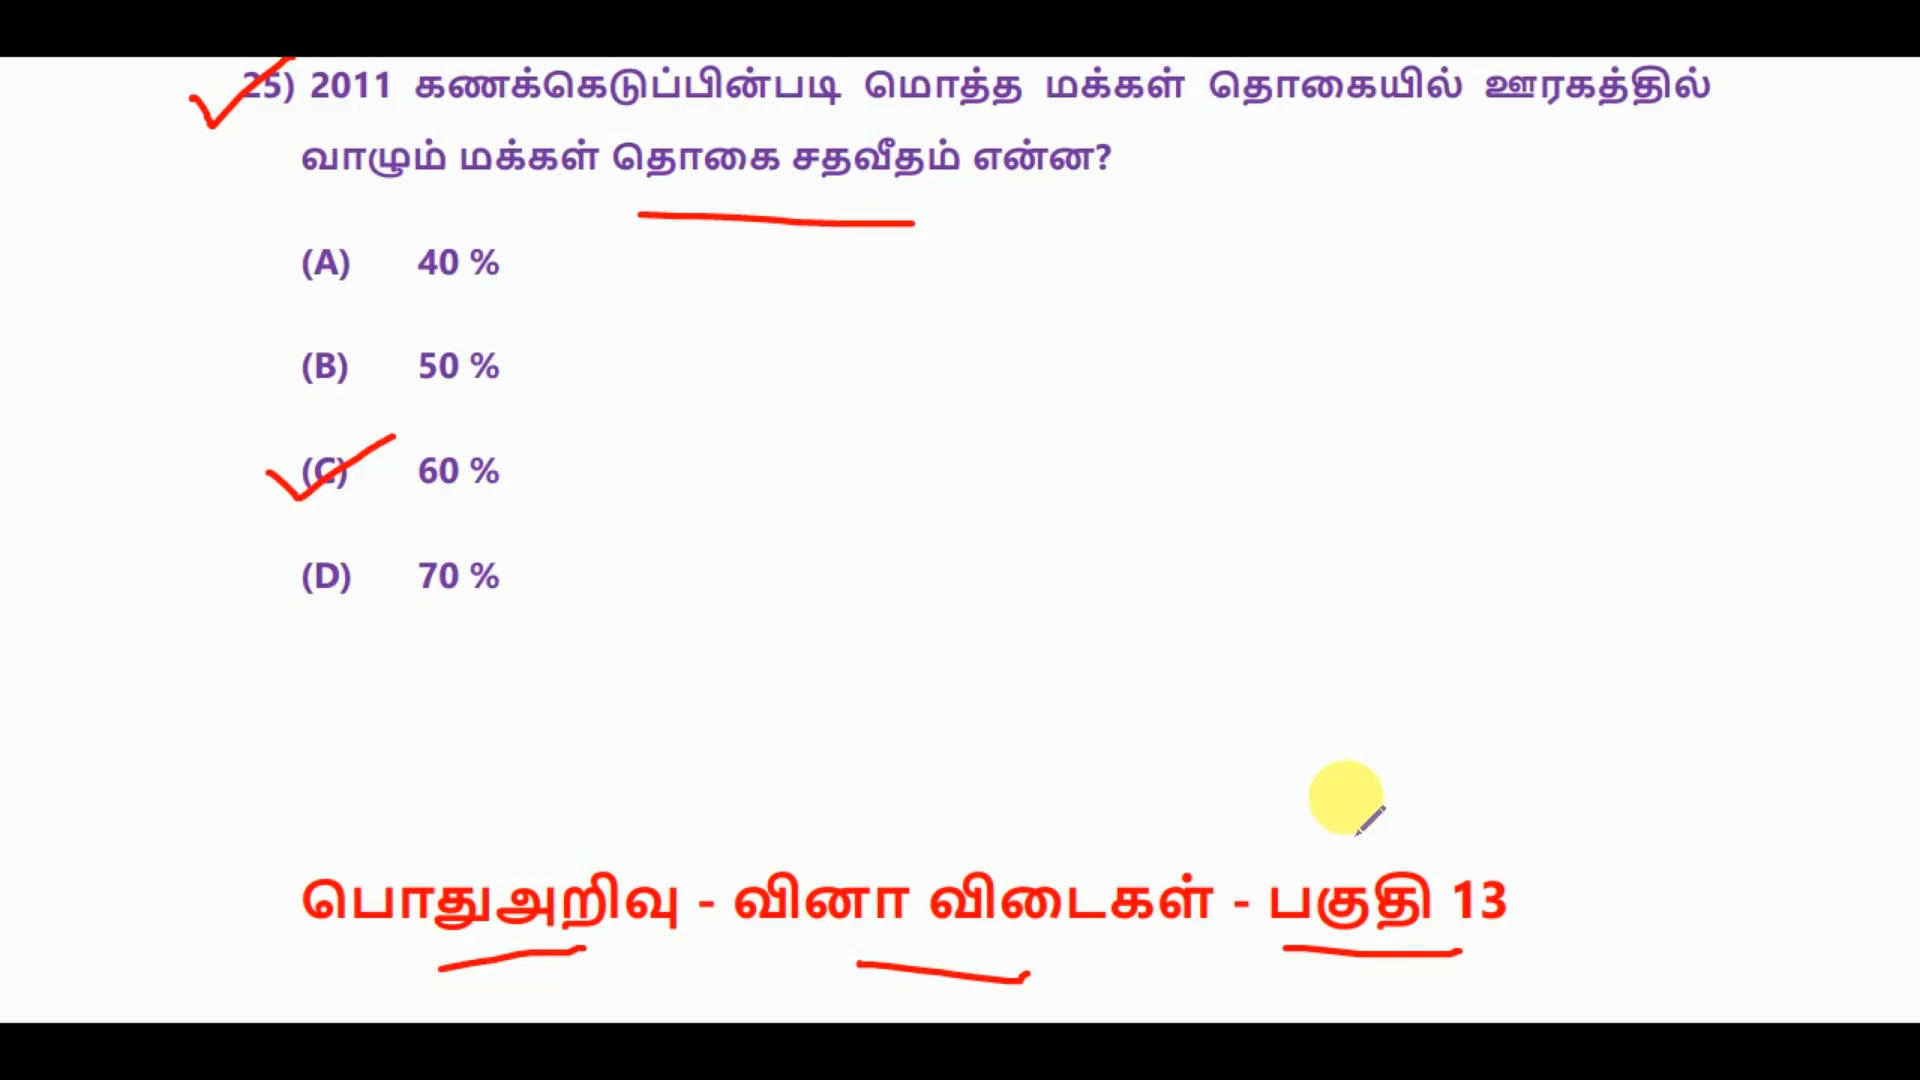 25) 2011 கணக்கெடுப்பின்படி மொத்த மக்கள் தொகையில் ஊரகத்தில்
வாழும் மக்கள் தொகை சதவீதம் என்ன?
(A) 40 %
(B) 50 %
(C) 60 %
(D) 70 %
பொதுஅறிவு - வினா விடைகள் - பகுதி 13